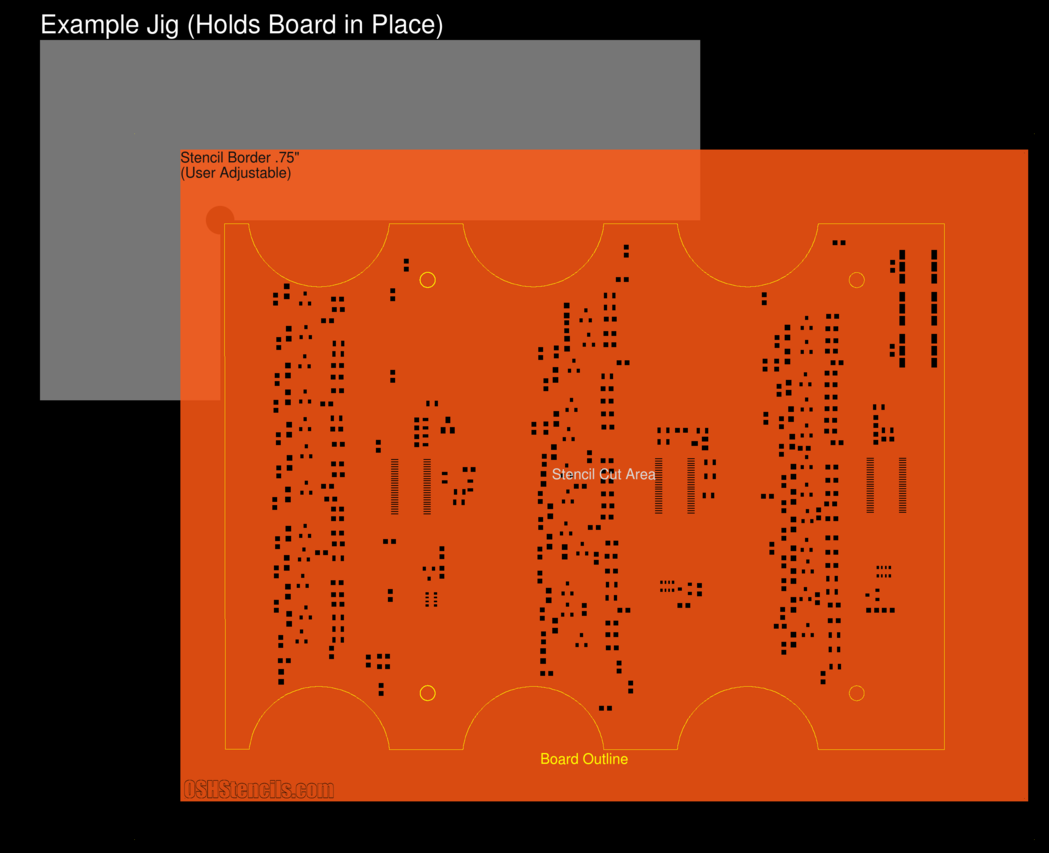 Example Jig (Holds Board in Place)
Stencil Border .75"
(User Adjustable)
Stencil Cut Area
Board Outline
OSHStencils.com